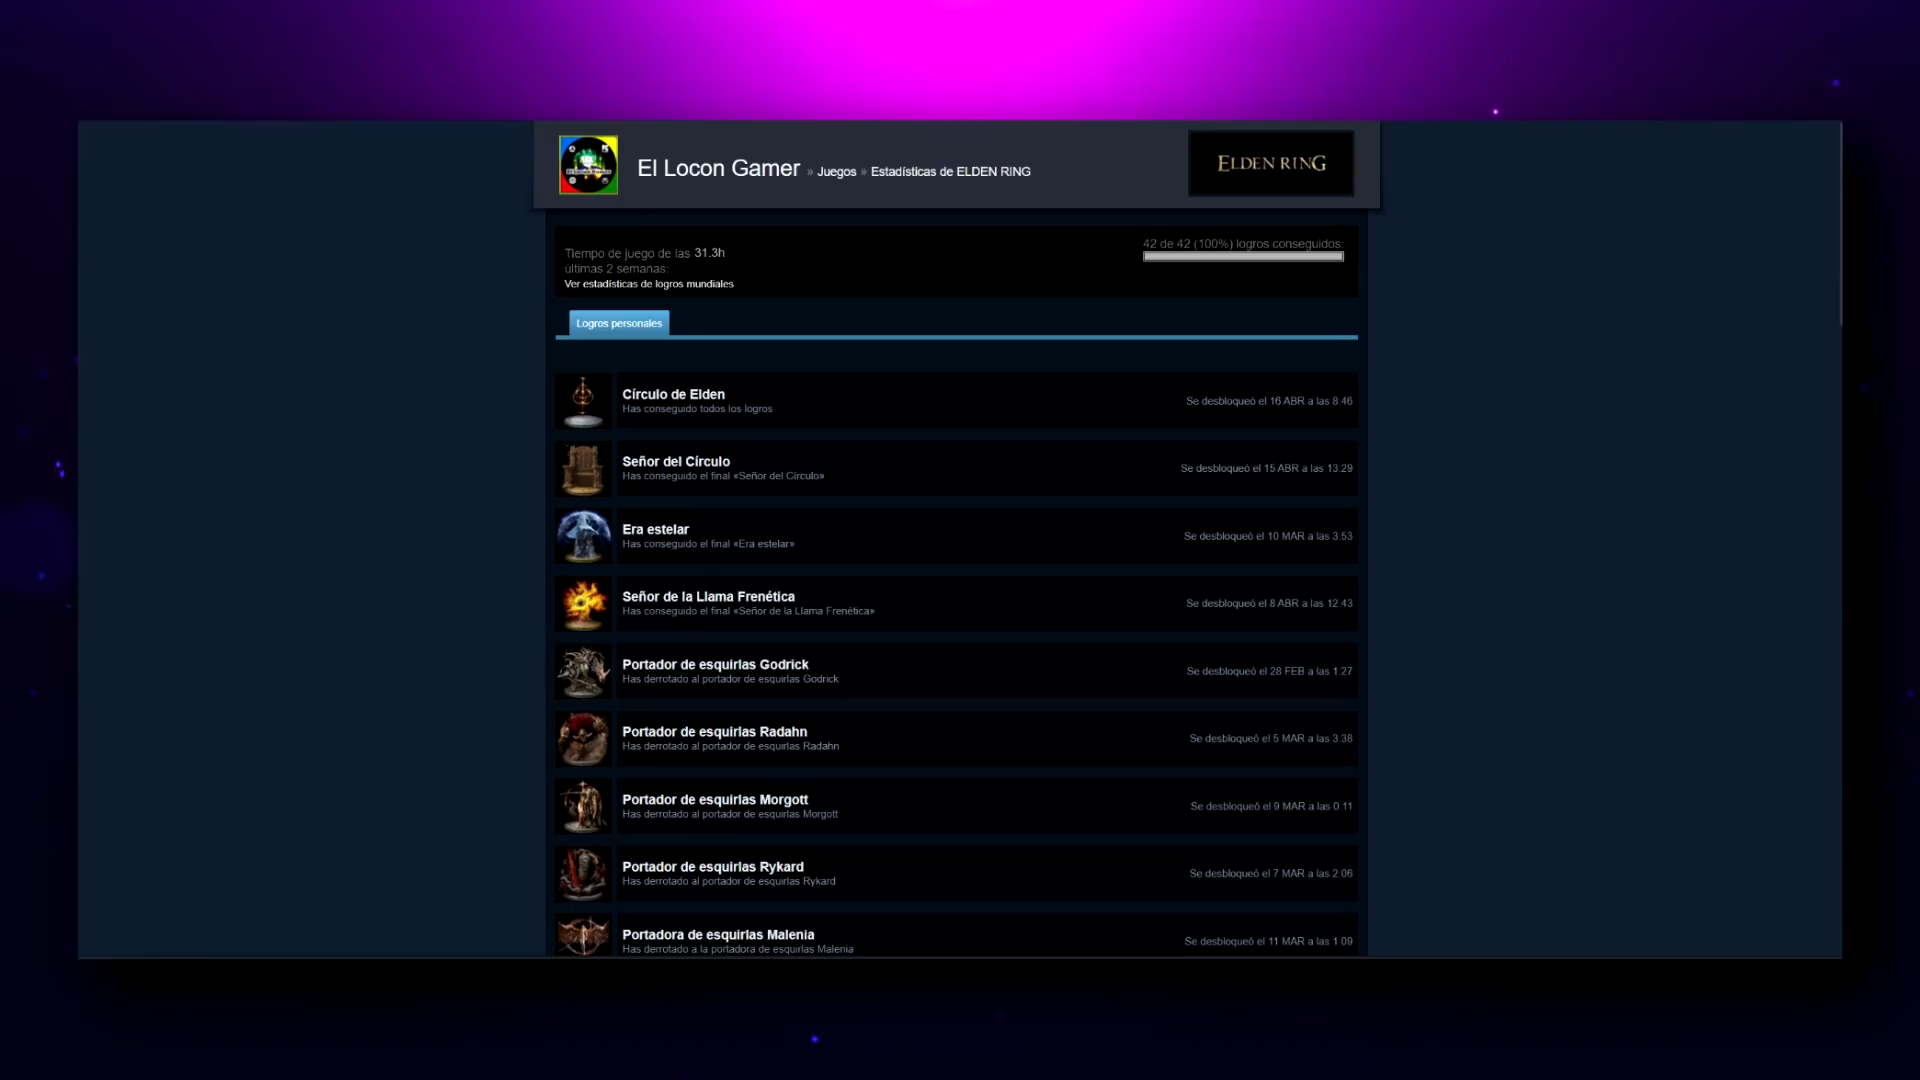 El Locon Gamer » Juegos » Estadísticas de ELDEN RING
ELDEN RING
Tiempo de juego de las 31.3h
últimas 2 semanas:
Ver estadísticas de logros mundiales
42 de 42 (100%) logros conseguidos:
Logros personales
Círculo de Elden
Has conseguido todos los logros
Se desbloqueó el 16 ABR a las 8:46
Señor del Círculo
Has conseguido el final «Señor del Círculo»
Se desbloqueó el 15 ABR a las 13:29
Era estelar
Has conseguido el final «Era estelar»
Se desbloqueó el 10 MAR a las 3:53
Señor de la Llama Frenética
Has conseguido el final «Señor de la Llama Frenética»
Se desbloqueó el 8 ABR a las 12:43
Portador de esquirlas Godrick
Has derrotado al portador de esquirlas Godrick
Se desbloqueó el 28 FEB a las 1:27
Portador de esquirlas Radahn
Has derrotado al portador de esquirlas Radahn
Se desbloqueó el 5 MAR a las 3:38
Portador de esquirlas Morgott
Has derrotado al portador de esquirlas Morgott
Se desbloqueó el 9 MAR a las 0:11
Portador de esquirlas Rykard
Has derrotado al portador de esquirlas Rykard
Se desbloqueó el 7 MAR a las 2:06
Portadora de esquirlas Malenia
Has derrotado a la portadora de esquirlas Malenia
Se desbloqueó el 11 MAR a las 1:09